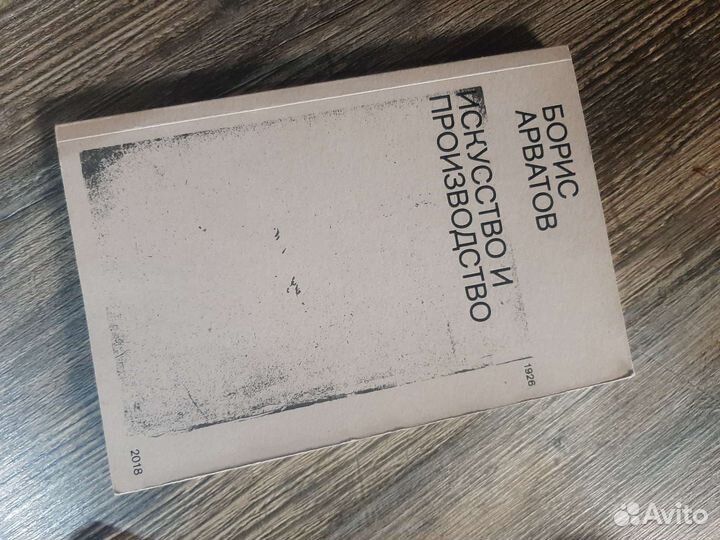 БОРИС
АРВАТОВ
ИСКУССТВО И
ПРОИЗВОДСТВО
1926
2018
Avito